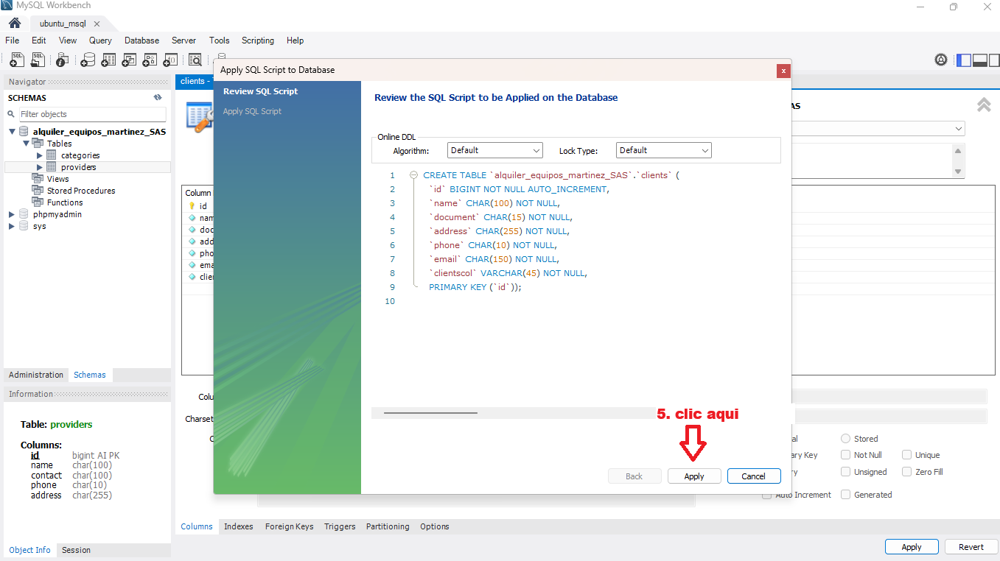 MySQL Workbench
ubuntu_msql
File Edit View Query Database Server Tools Scripting Help
Navigator
SCHEMAS
Filter objects
alquiler_equipos_martinez_SAS
Tables
categories
providers
Views
Stored Procedures
Functions
phpmyadmin
sys
Administration Schemas
Information
Table: providers
Columns:
id bigint AI PK
name char(100)
contact char(100)
phone char(10)
address char(255)
Object Info Session
clients -
Column
id
nam
doc
add
pho
ema
clien
Colu
Charset
C
Apply SQL Script to Database
Review SQL Script
Apply SQL Script
Review the SQL Script to be Applied on the Database
Online DDL
Algorithm: Default Lock Type: Default
1 CREATE TABLE `alquiler_equipos_martinez_SAS`.`clients` (
2 `id` BIGINT NOT NULL AUTO_INCREMENT,
3 `name` CHAR(100) NOT NULL,
4 `document` CHAR(15) NOT NULL,
5 `address` CHAR(255) NOT NULL,
6 `phone` CHAR(10) NOT NULL,
7 `email` CHAR(150) NOT NULL,
8 `clientscol` VARCHAR(45) NOT NULL,
9 PRIMARY KEY (`id`));
10
5. clic aqui
Back Apply Cancel
AS
al Stored
ary Key Not Null Unique
ry Unsigned Zero Fill
Auto Increment Generated
Columns Indexes Foreign Keys Triggers Partitioning Options
Apply Revert